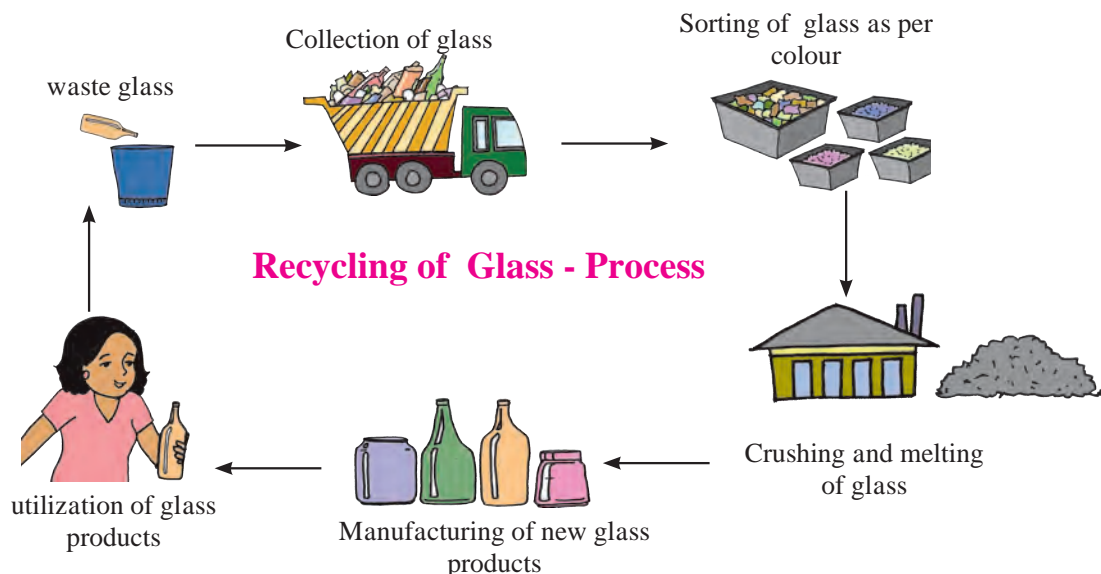 waste glass
Collection of glass
Sorting of glass as per
colour
Recycling of Glass - Process
Crushing and melting
of glass
Manufacturing of new glass
products
utilization of glass
products